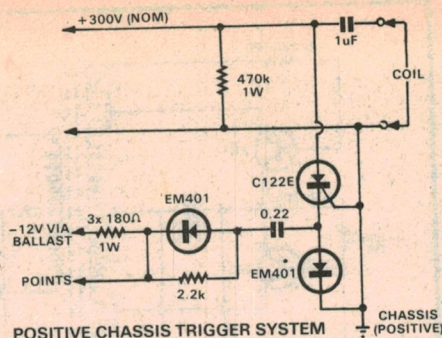 +300V (NOM)
1uF
470k
1W
COIL
C122E
EM401
3x 180Ω
1W
0.22
−12V VIA
BALLAST
EM401
POINTS
2.2k
CHASSIS
(POSITIVE)
POSITIVE CHASSIS TRIGGER SYSTEM